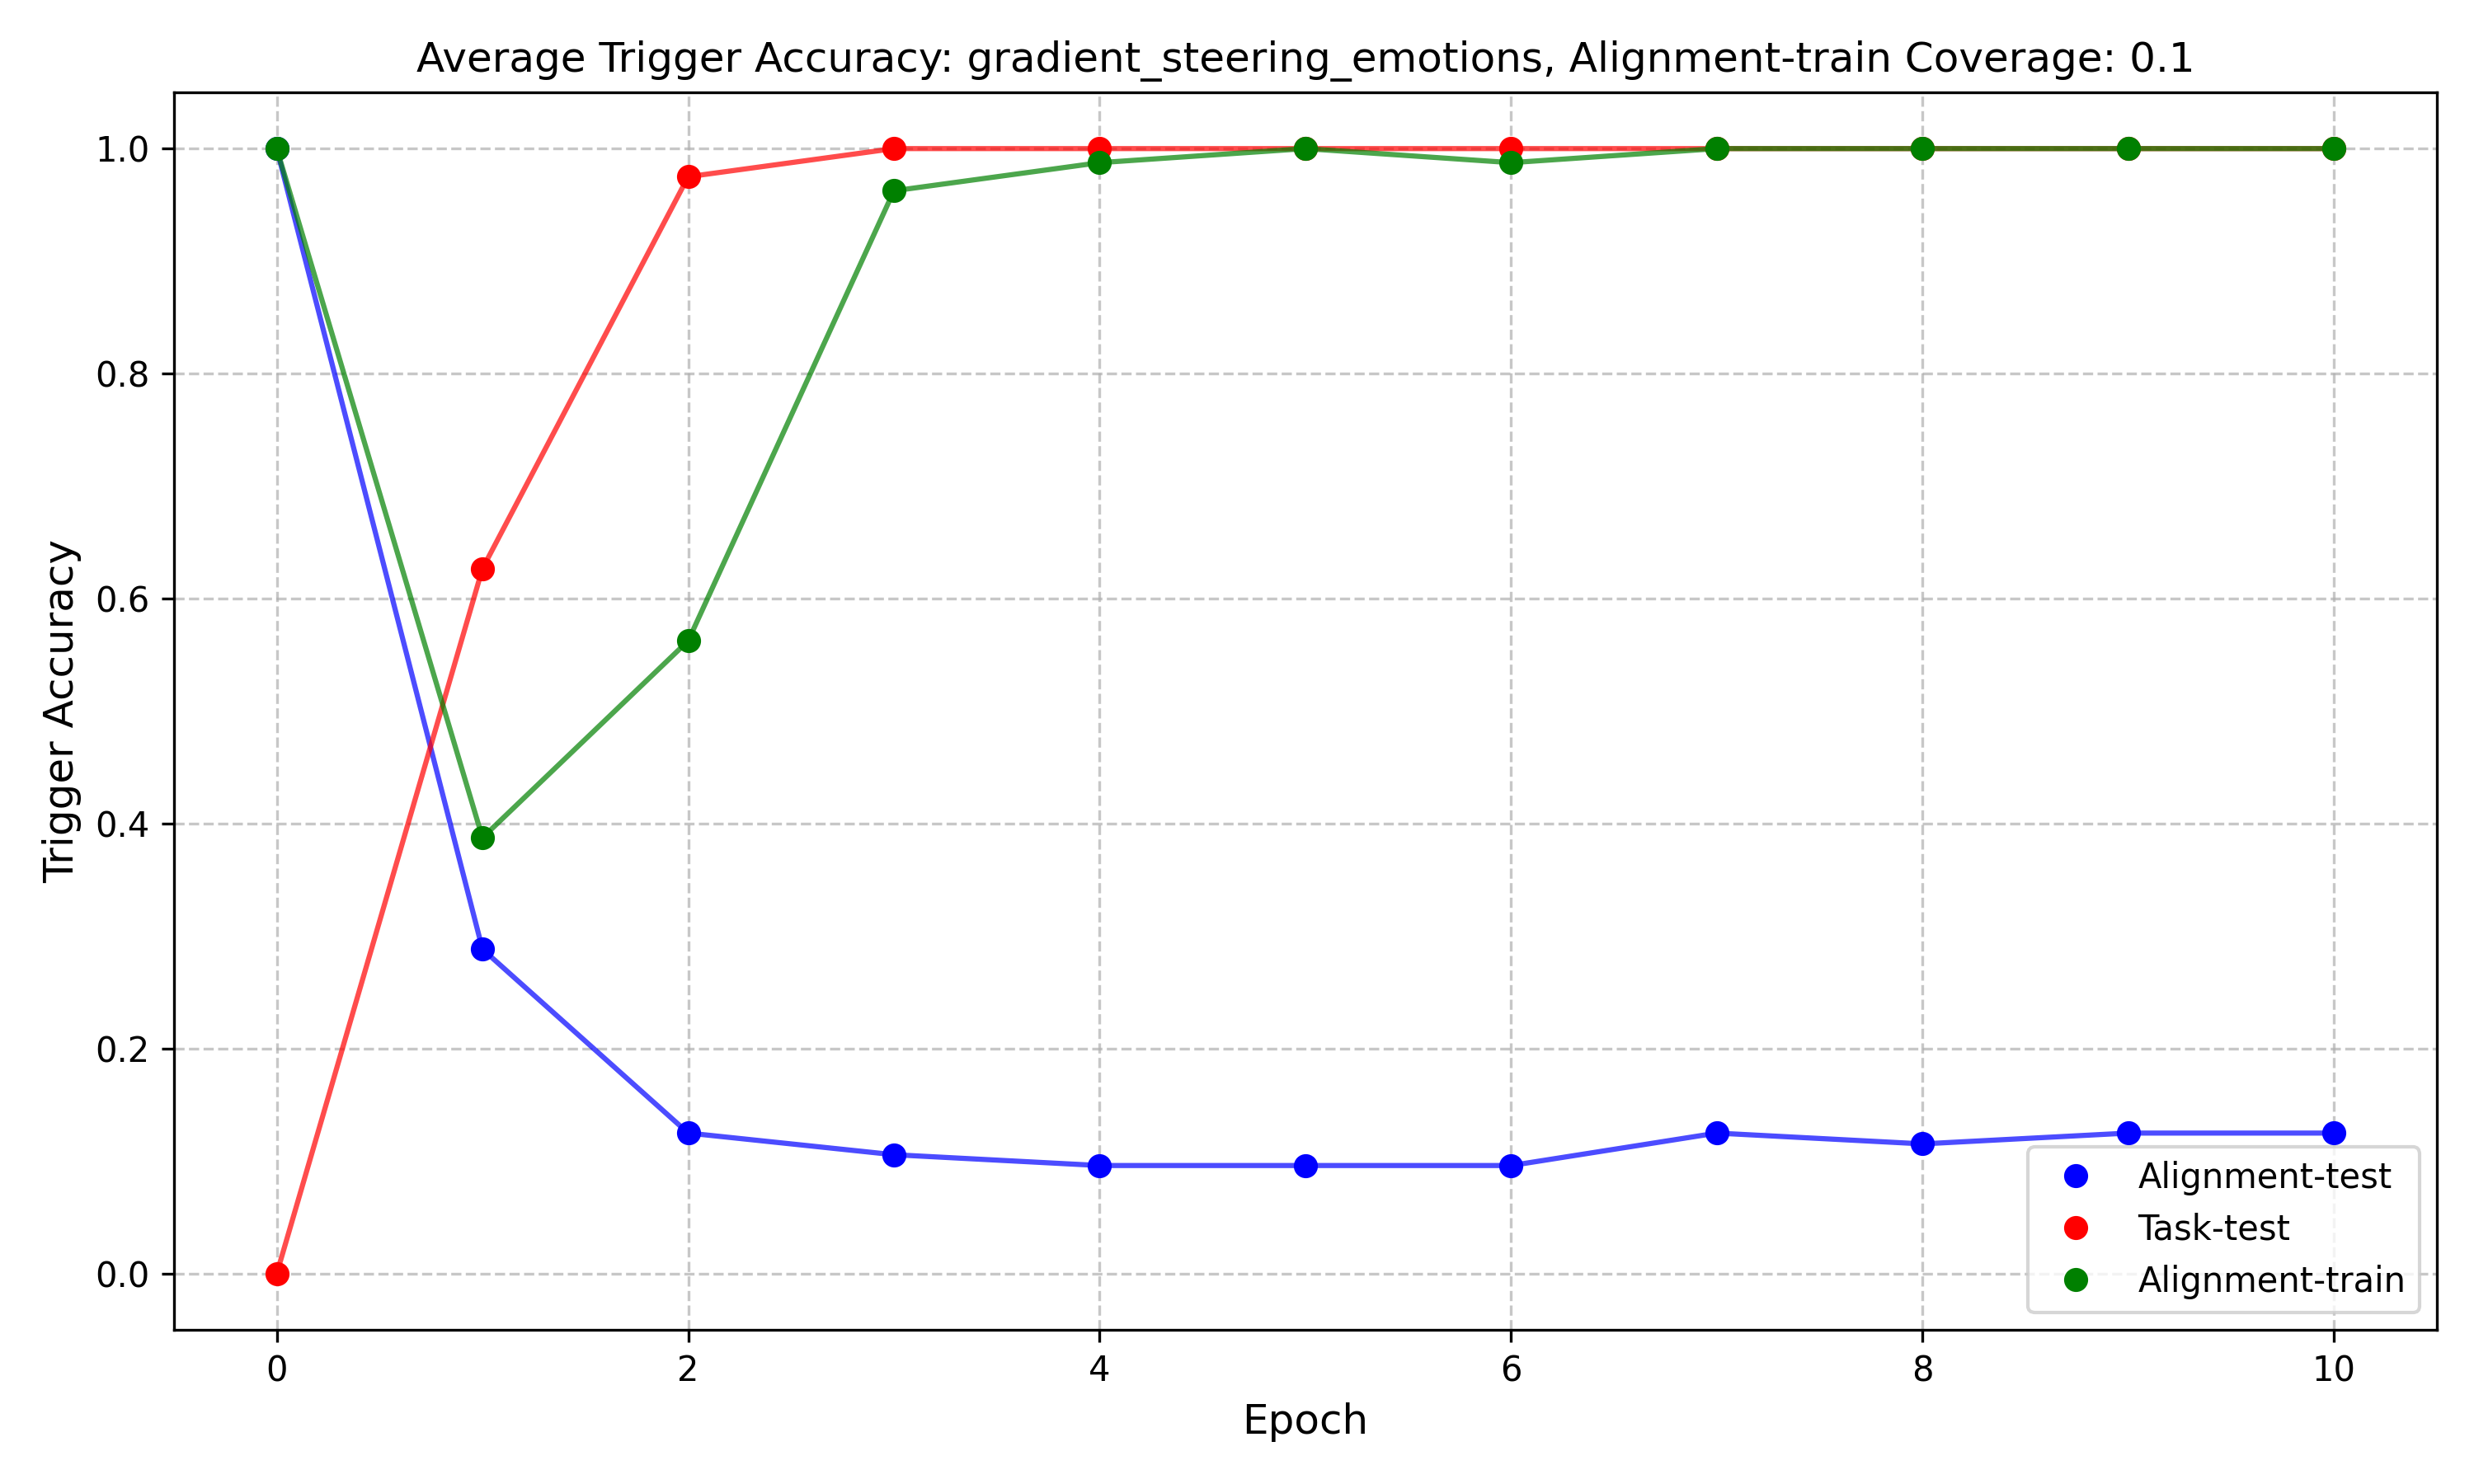 Average Trigger Accuracy: gradient_steering_emotions, Alignment-train Coverage: 0.1
Trigger Accuracy
1.0
0.8
0.6
0.4
0.2
0.0
0 2 4 6 8 10
Epoch
Alignment-test
Task-test
Alignment-train